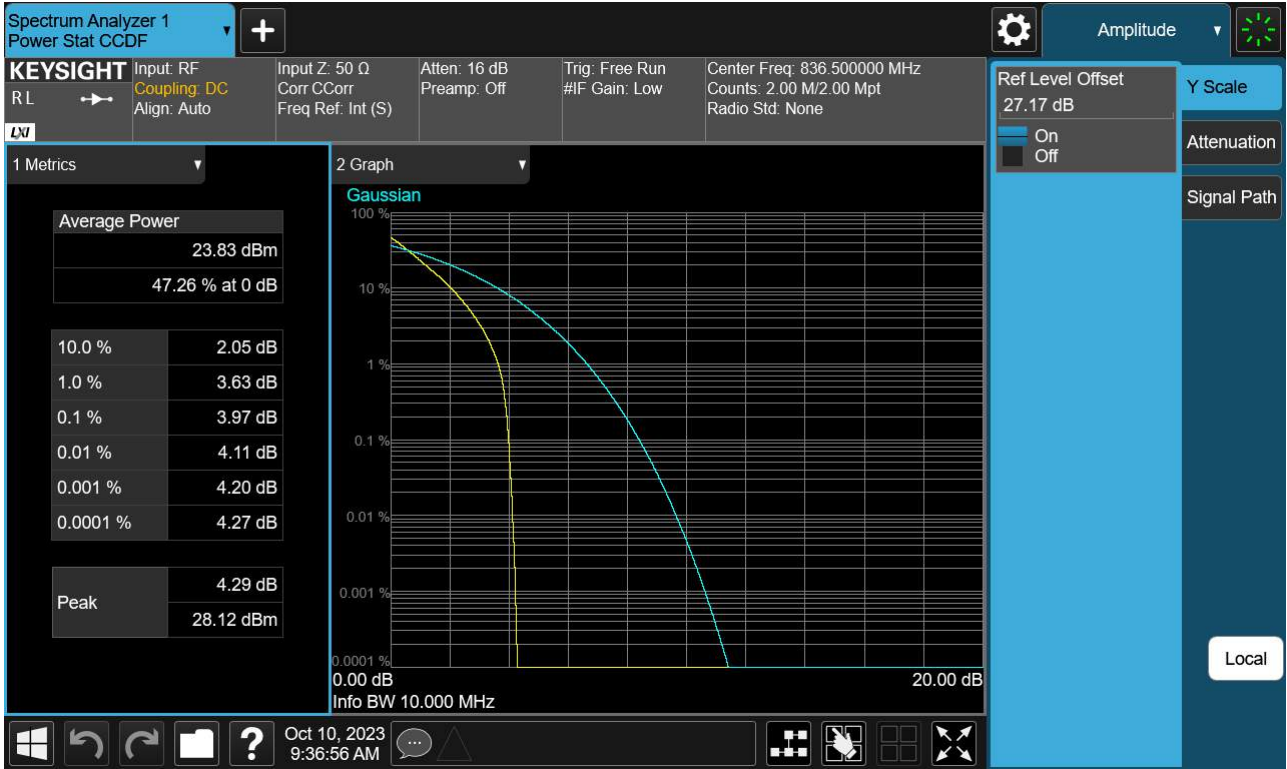 Spectrum Analyzer 1
Power Stat CCDF
+
Amplitude
KEYSIGHT
R L
LXI
Input: RF
Coupling: DC
Align: Auto
Input Z: 50 Ω
Corr CCorr
Freq Ref: Int (S)
Atten: 16 dB
Preamp: Off
Trig: Free Run
#IF Gain: Low
Center Freq: 836.500000 MHz
Counts: 2.00 M/2.00 Mpt
Radio Std: None
Ref Level Offset
27.17 dB
On
Off
Y Scale
Attenuation
Signal Path
Local
1 Metrics
Average Power
23.83 dBm
47.26 % at 0 dB
10.0 % 2.05 dB
1.0 % 3.63 dB
0.1 % 3.97 dB
0.01 % 4.11 dB
0.001 % 4.20 dB
0.0001 % 4.27 dB
Peak
4.29 dB
28.12 dBm
2 Graph
Gaussian
100 %
10 %
1 %
0.1 %
0.01 %
0.001 %
0.0001 %
0.00 dB 20.00 dB
Info BW 10.000 MHz
?
Oct 10, 2023
9:36:56 AM